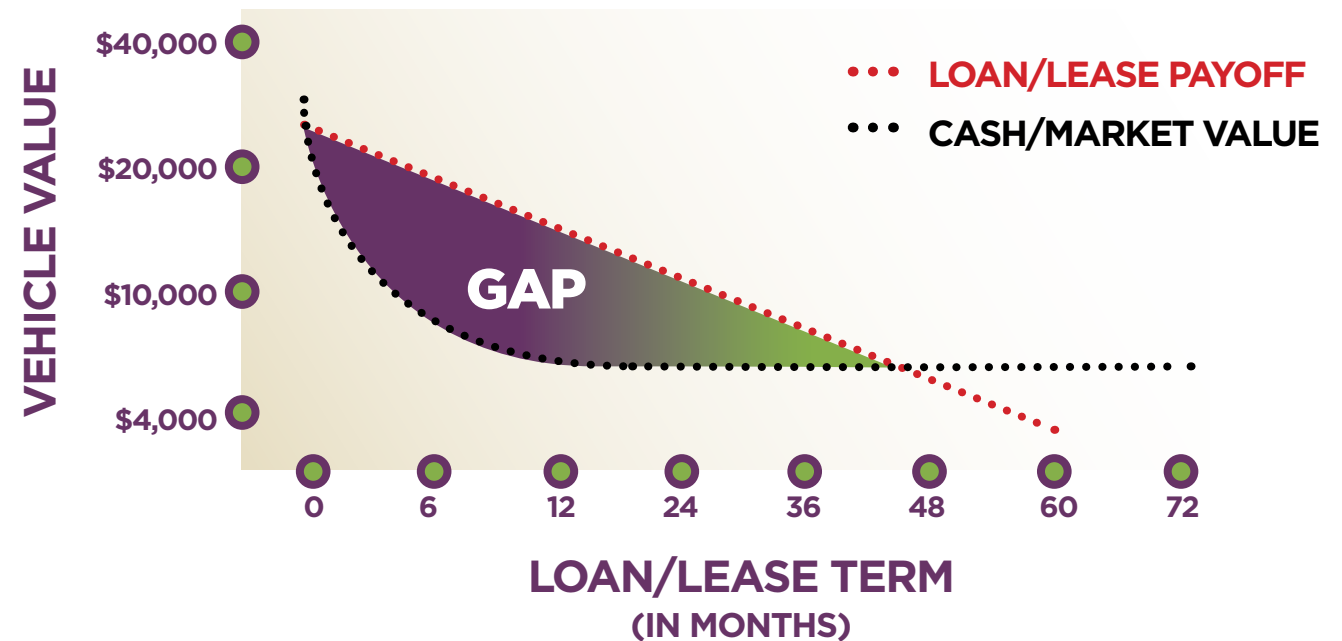 VEHICLE VALUE
$40,000
$20,000
$10,000
$4,000
LOAN/LEASE PAYOFF
CASH/MARKET VALUE
GAP
0 6 12 24 36 48 60 72
LOAN/LEASE TERM
(IN MONTHS)